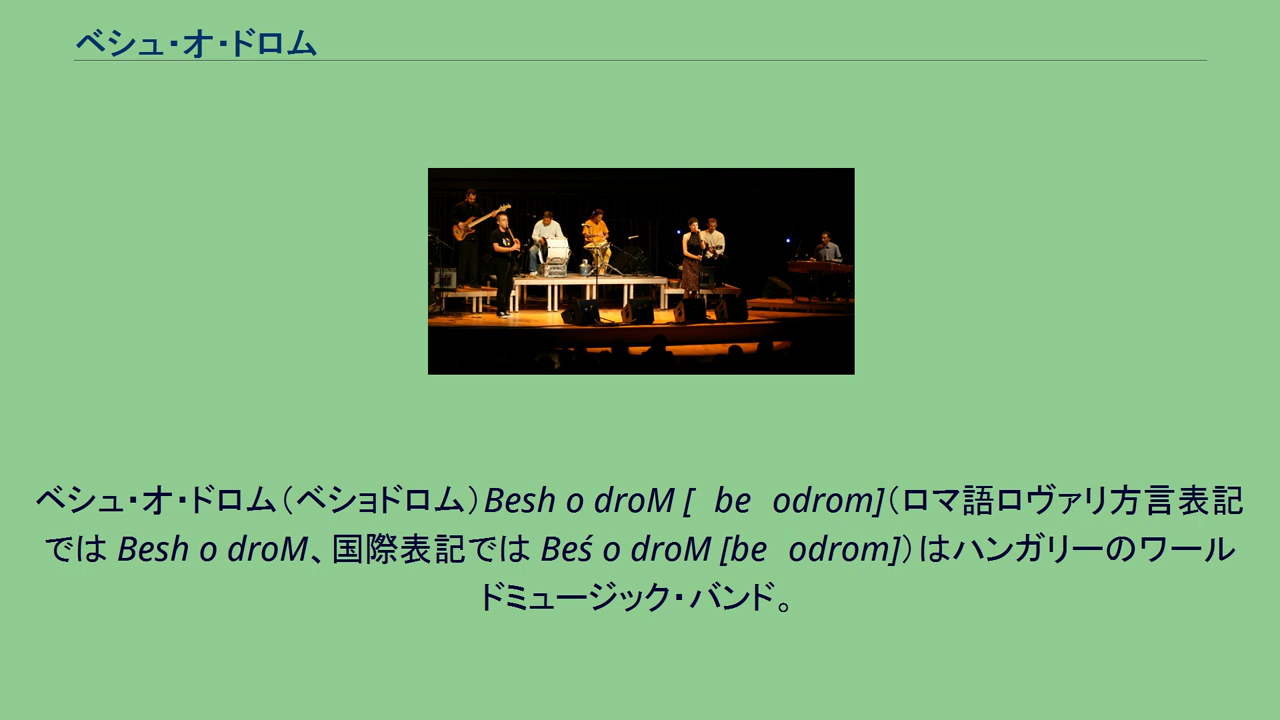 ベシュ・オ・ドロム
ベシュ・オ・ドロム（ベショドロム）Besh o droM [ be odrom]（ロマ語ロヴァリ方言表記
では Besh o droM、国際表記では Beś o droM [be odrom]）はハンガリーのワール
ドミュージック・バンド。